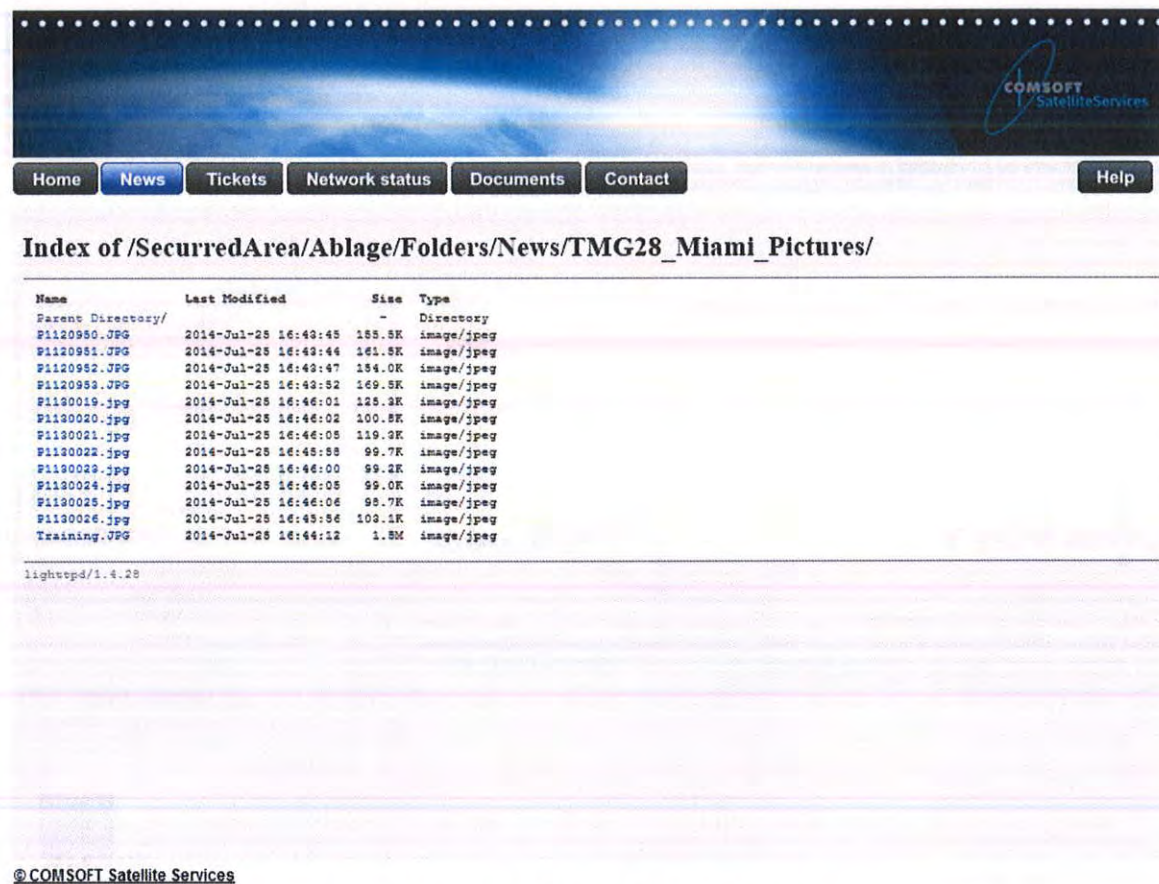 COMSOFT
SatelliteServices
Home News Tickets Network status Documents Contact Help
Index of /SecurredArea/Ablage/Folders/News/TMG28_Miami_Pictures/
Name Last Modified Size Type
Parent Directory/ - Directory
P1120950.JPG 2014-Jul-25 16:43:45 155.5K image/jpeg
P1120951.JPG 2014-Jul-25 16:43:44 161.5K image/jpeg
P1120952.JPG 2014-Jul-25 16:43:47 154.0K image/jpeg
P1120953.JPG 2014-Jul-25 16:43:52 169.5K image/jpeg
P1130019.jpg 2014-Jul-25 16:46:01 125.3K image/jpeg
P1130020.jpg 2014-Jul-25 16:46:02 100.8K image/jpeg
P1130021.jpg 2014-Jul-25 16:46:05 119.3K image/jpeg
P1130022.jpg 2014-Jul-25 16:45:58 99.7K image/jpeg
P1130023.jpg 2014-Jul-25 16:46:00 99.2K image/jpeg
P1130024.jpg 2014-Jul-25 16:46:05 99.0K image/jpeg
P1130025.jpg 2014-Jul-25 16:46:06 98.7K image/jpeg
P1130026.jpg 2014-Jul-25 16:45:56 103.1K image/jpeg
Training.JPG 2014-Jul-25 16:44:12 1.8M image/jpeg
lighttpd/1.4.28
© COMSOFT Satellite Services